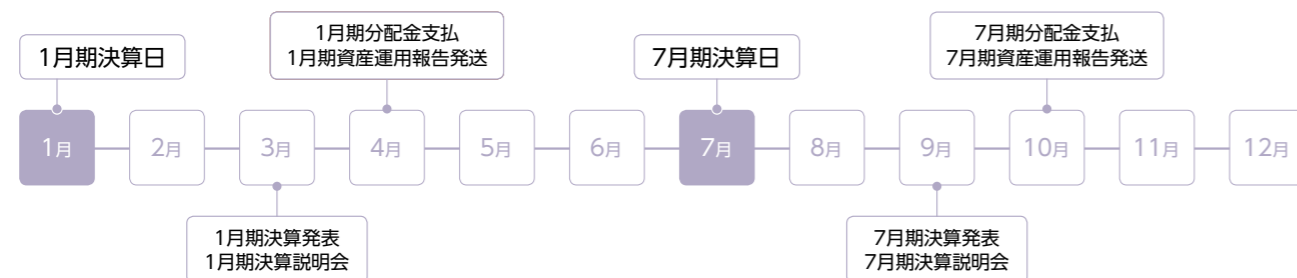 1月期決算日
1月期分配金支払
1月期資産運用報告発送
7月期決算日
7月期分配金支払
7月期資産運用報告発送
1月
2月
3月
4月
5月
6月
7月
8月
9月
10月
11月
12月
1月期決算発表
1月期決算説明会
7月期決算発表
7月期決算説明会